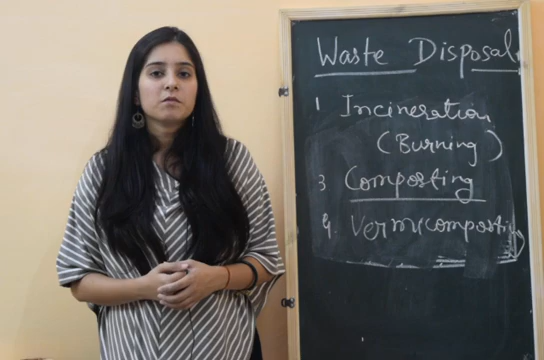 Waste Disposal
1 Incineration
(Burning)
3 Composting
4. Vermicomposti